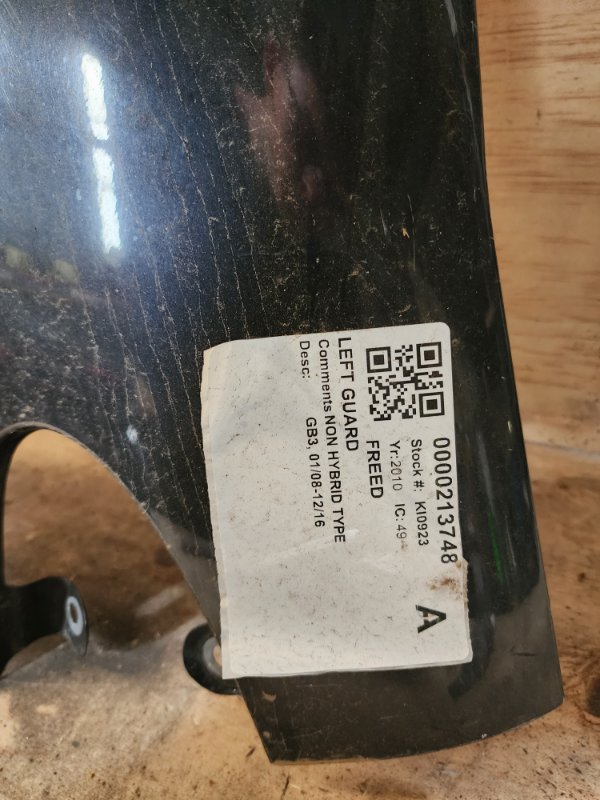 0000213748 A
Stock #: KI0923
Yr:2010 IC: 49
FREED
LEFT GUARD
Comments NON HYBRID TYPE
Desc: GB3, 01/08-12/16